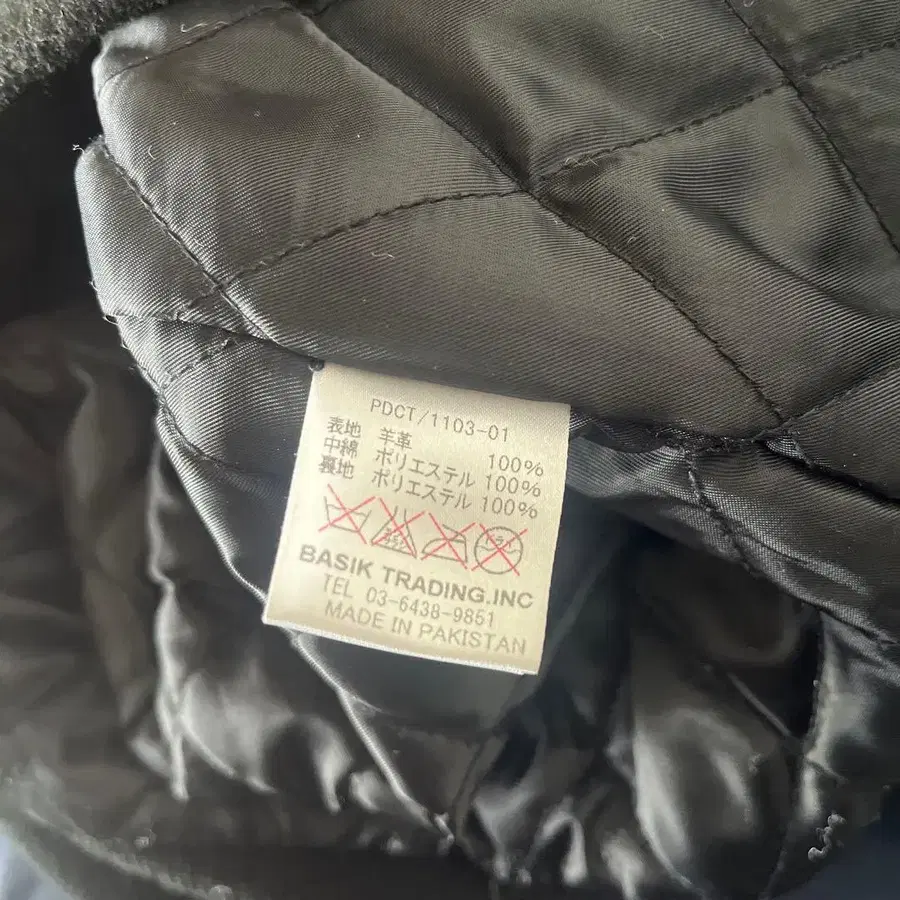 PDCT/1103-01
表地 羊革 100%
中綿 ポリエステル 100%
裏地 ポリエステル 100%
BASIK TRADING.INC
TEL 03-6438-9851
MADE IN PAKISTAN